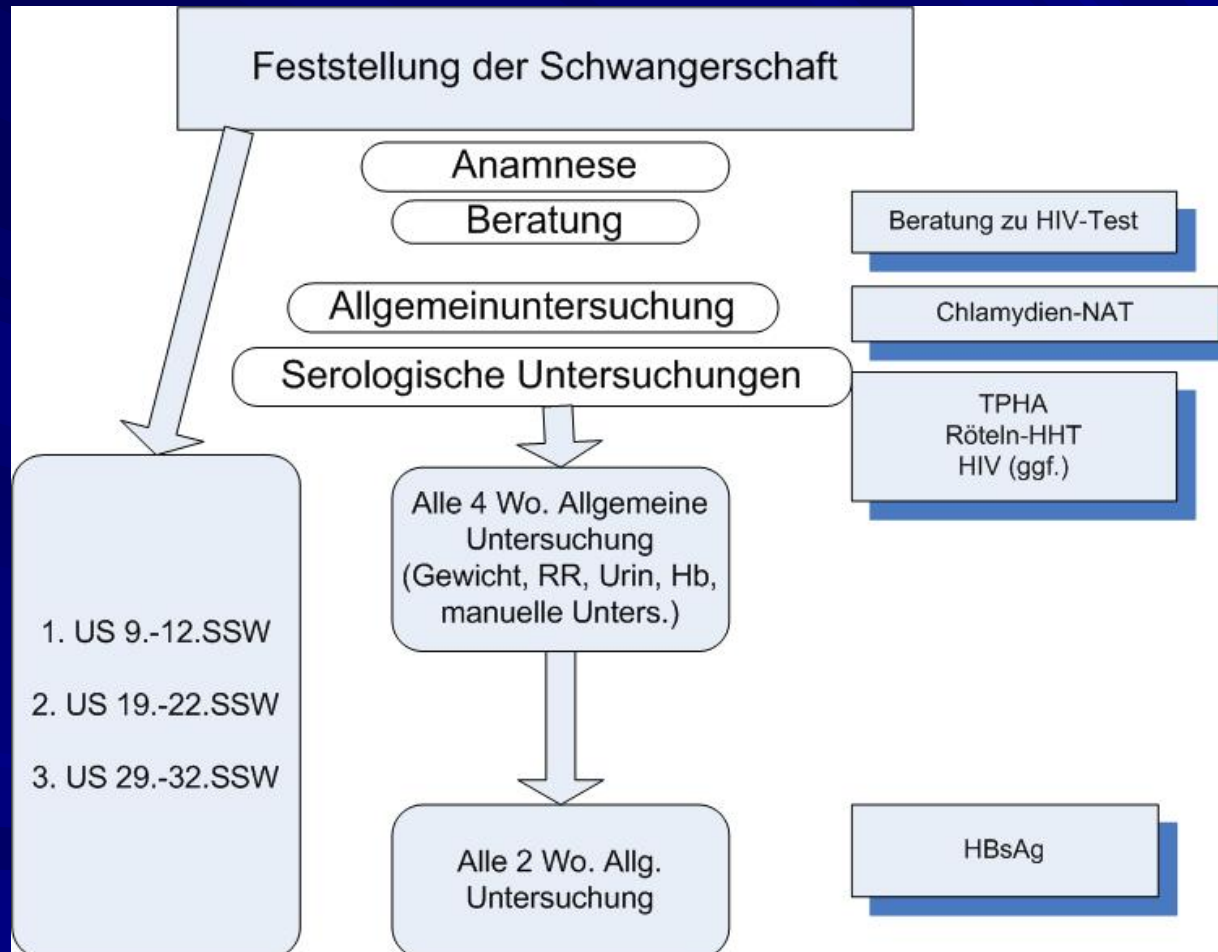 Feststellung der Schwangerschaft
Anamnese
Beratung
Beratung zu HIV-Test
Allgemeinuntersuchung
Chlamydien-NAT
Serologische Untersuchungen
TPHA
Röteln-HHT
HIV (ggf.)
Alle 4 Wo. Allgemeine
Untersuchung
(Gewicht, RR, Urin, Hb,
manuelle Unters.)
1. US 9.-12.SSW
2. US 19.-22.SSW
3. US 29.-32.SSW
Alle 2 Wo. Allg.
Untersuchung
HBsAg